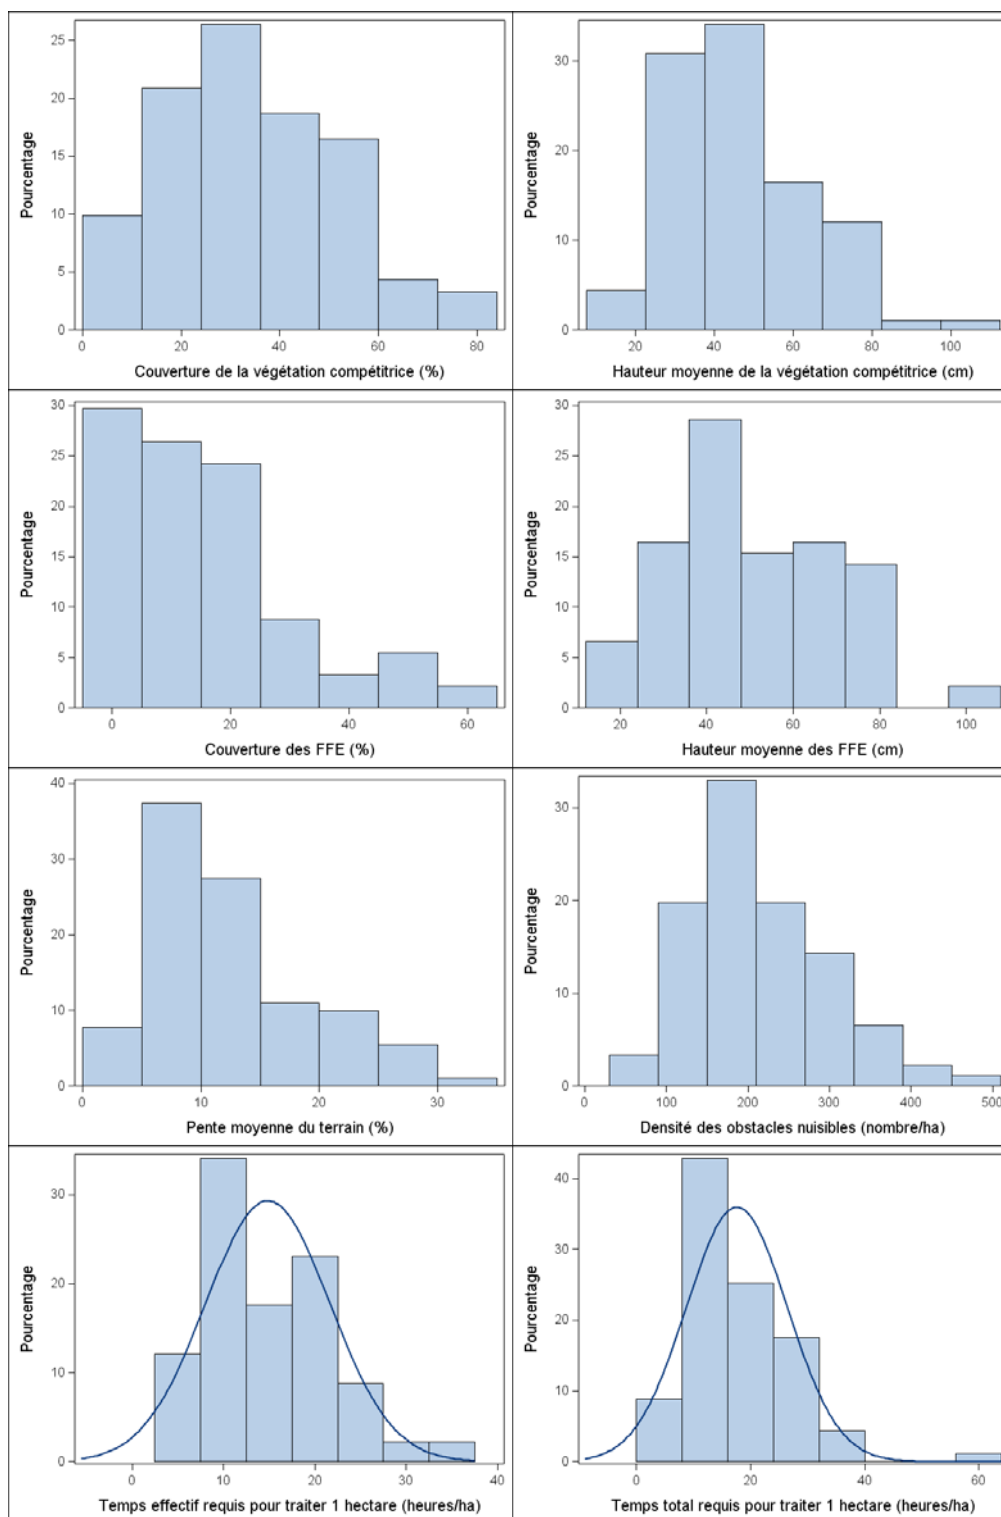 25
20
15
10
5
0
Pourcentage
0 20 40 60 80
Couverture de la végétation compétitrice (%)
30
20
10
0
Pourcentage
20 40 60 80 100
Hauteur moyenne de la végétation compétitrice (cm)
30
25
20
15
10
5
0
Pourcentage
0 20 40 60
Couverture des FFE (%)
30
25
20
15
10
5
0
Pourcentage
20 40 60 80 100
Hauteur moyenne des FFE (cm)
40
30
20
10
0
Pourcentage
0 10 20 30
Pente moyenne du terrain (%)
30
20
10
0
Pourcentage
0 100 200 300 400 500
Densité des obstacles nuisibles (nombre/ha)
30
20
10
0
Pourcentage
0 10 20 30 40
Temps effectif requis pour traiter 1 hectare (heures/ha)
40
30
20
10
0
Pourcentage
0 20 40 60
Temps total requis pour traiter 1 hectare (heures/ha)